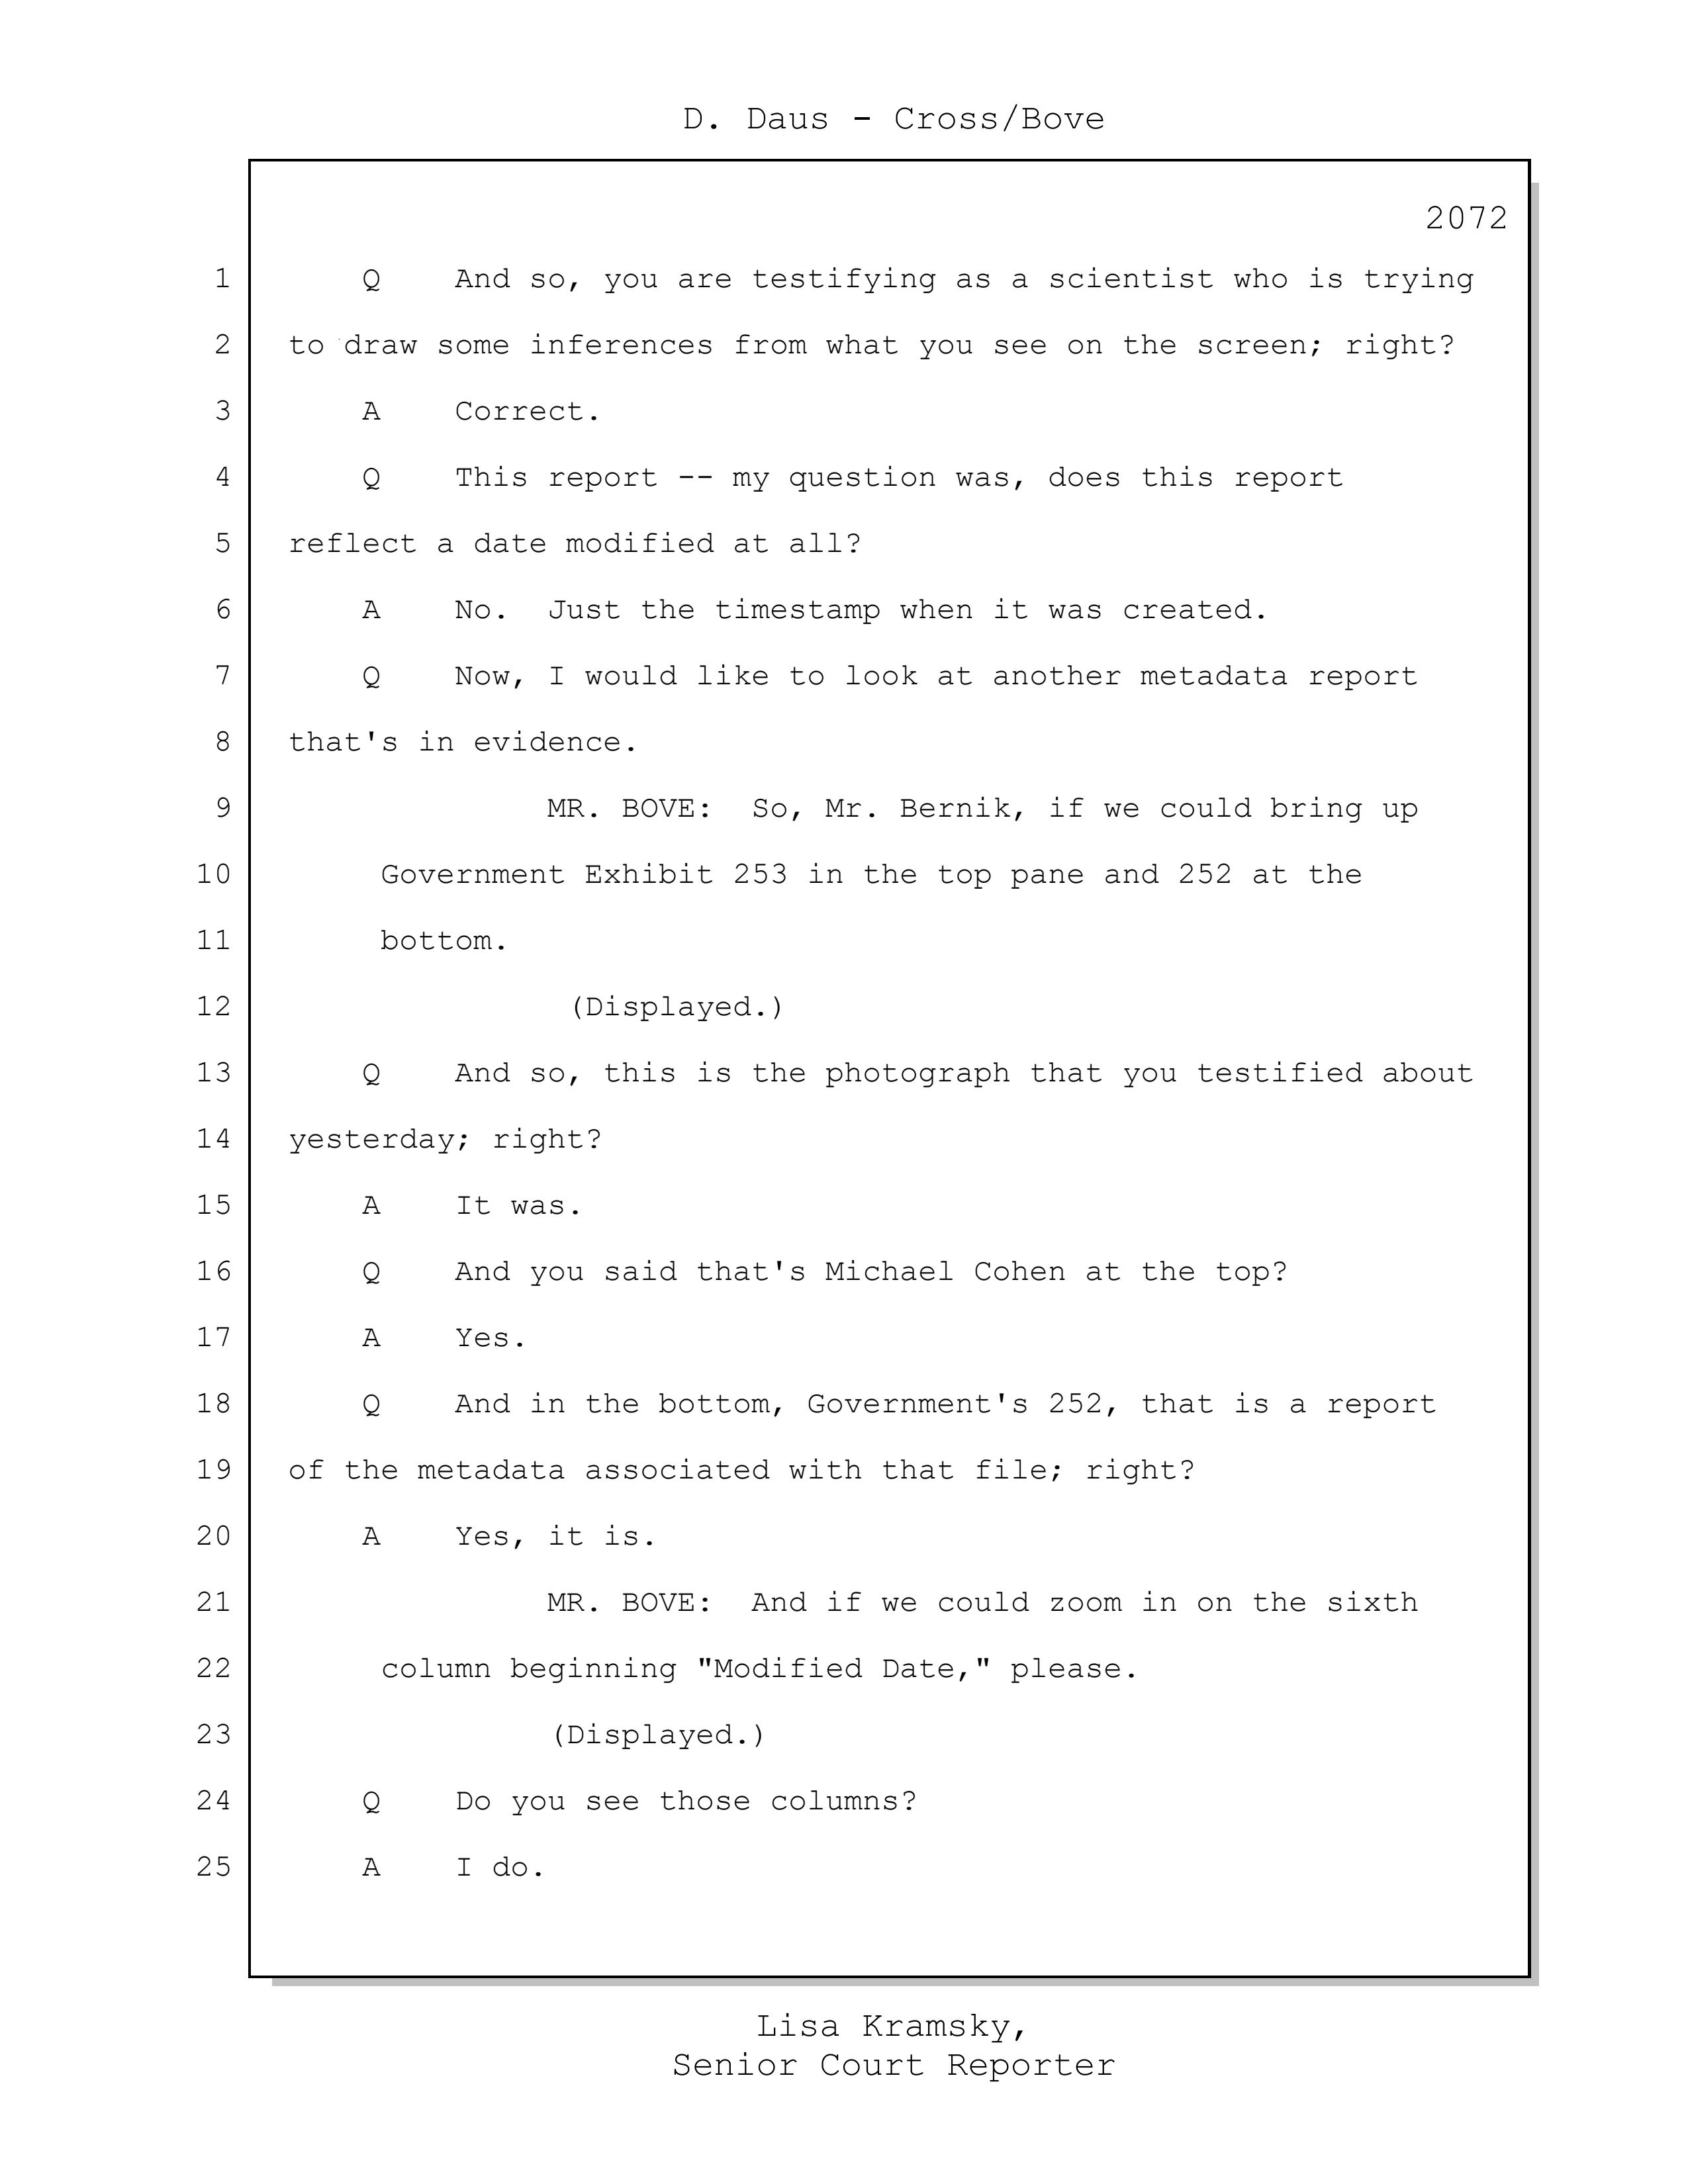 D. Daus - Cross/Bove
2072
1 Q And so, you are testifying as a scientist who is trying
2 to draw some inferences from what you see on the screen; right?
3 A Correct.
4 Q This report -- my question was, does this report
5 reflect a date modified at all?
6 A No. Just the timestamp when it was created.
7 Q Now, I would like to look at another metadata report
8 that's in evidence.
9 MR. BOVE: So, Mr. Bernik, if we could bring up
10 Government Exhibit 253 in the top pane and 252 at the
11 bottom.
12 (Displayed.)
13 Q And so, this is the photograph that you testified about
14 yesterday; right?
15 A It was.
16 Q And you said that's Michael Cohen at the top?
17 A Yes.
18 Q And in the bottom, Government's 252, that is a report
19 of the metadata associated with that file; right?
20 A Yes, it is.
21 MR. BOVE: And if we could zoom in on the sixth
22 column beginning "Modified Date," please.
23 (Displayed.)
24 Q Do you see those columns?
25 A I do.
Lisa Kramsky,
Senior Court Reporter